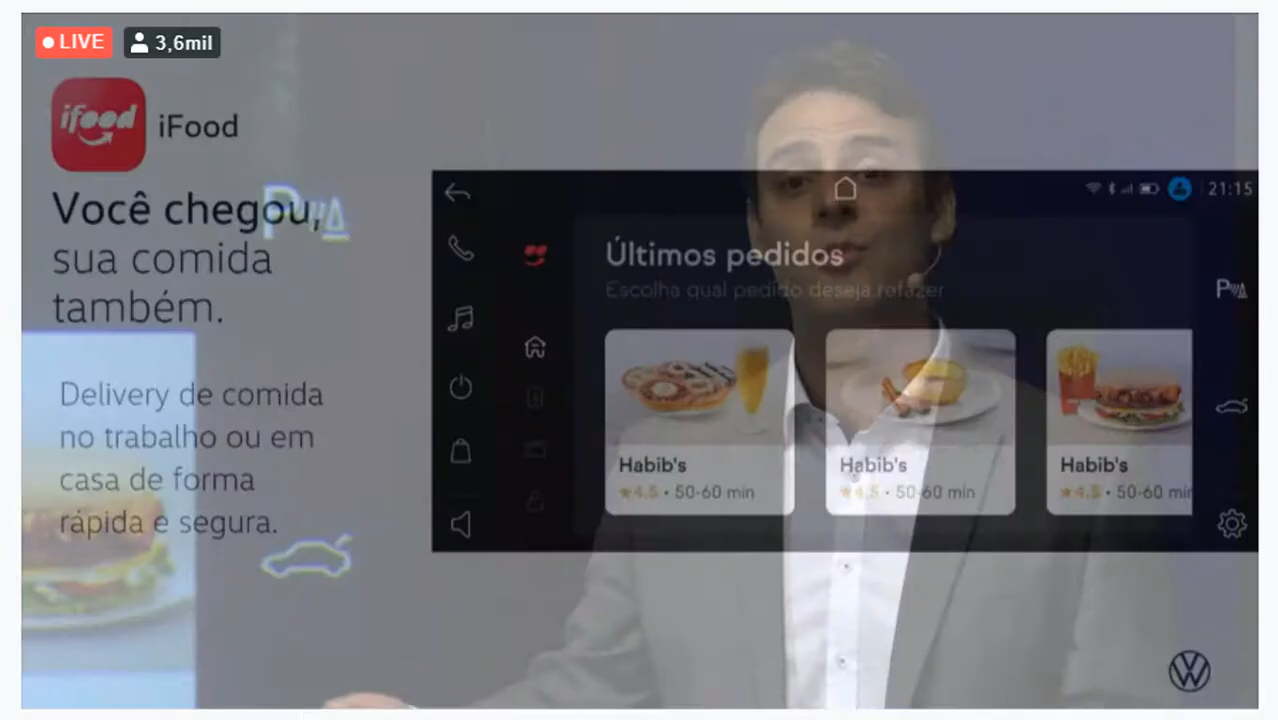 LIVE
3,6mil
ifood
iFood
Você chegou,
sua comida
também.
Delivery de comida
no trabalho ou em
casa de forma
rápida e segura.
21:15
Últimos pedidos
Escolha qual pedido deseja refazer
P
P
Habib's
★4.5 • 50-60 min
Habib's
★4.5 • 50-60 min
Habib's
★4.5 • 50-60 min